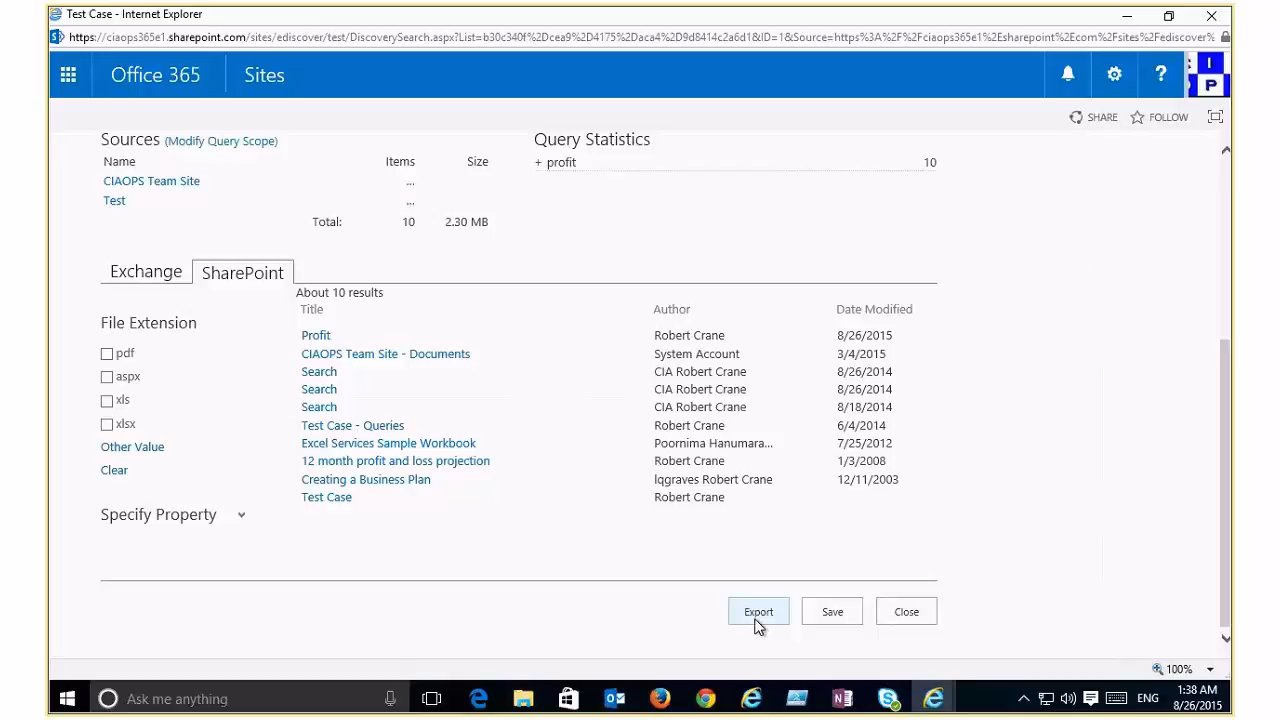 Test Case - Internet Explorer
https://ciaops365e1.sharepoint.com/sites/ediscover/test/DiscoverySearch.aspx?List=b30c340f%2Dcea9%2D4175%2Daca4%2D9d8414c2a6d1&ID=1&Source=https%3A%2F%2Fciaops365e1%2Esharepoint%2Ecom%2Fsites%2Fediscover%
Office 365 Sites ? I P
SHARE FOLLOW
Sources (Modify Query Scope) Query Statistics
Name Items Size + profit 10
CIAOPS Team Site ...
Test ...
Total: 10 2.30 MB
Exchange SharePoint
About 10 results
Title Author Date Modified
File Extension
Profit Robert Crane 8/26/2015
pdf CIAOPS Team Site - Documents System Account 3/4/2015
aspx Search CIA Robert Crane 8/26/2014
Search CIA Robert Crane 8/26/2014
xls Search CIA Robert Crane 8/18/2014
xlsx Test Case - Queries Robert Crane 6/4/2014
Other Value Excel Services Sample Workbook Poornima Hanumara... 7/25/2012
12 month profit and loss projection Robert Crane 1/3/2008
Clear Creating a Business Plan lqgraves Robert Crane 12/11/2003
Test Case Robert Crane
Specify Property
Export Save Close
100%
Ask me anything ENG 1:38 AM
8/26/2015